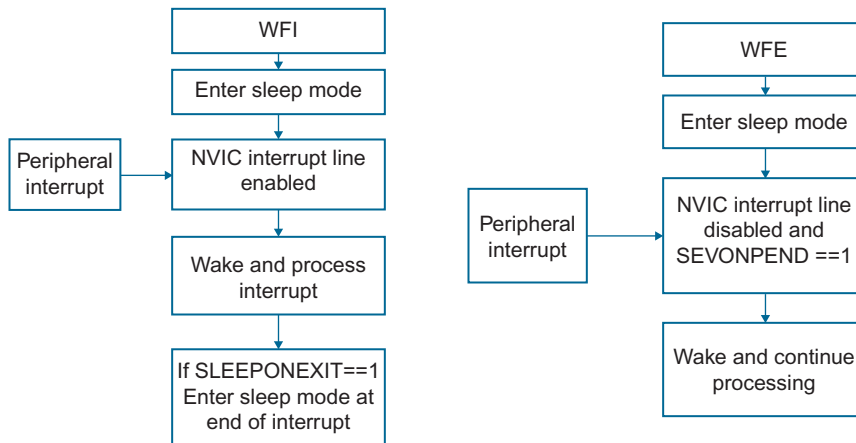 WFI
Enter sleep mode
Peripheral
interrupt
NVIC interrupt line
enabled
Wake and process
interrupt
If SLEEPONEXIT==1
Enter sleep mode at
end of interrupt
WFE
Enter sleep mode
Peripheral
interrupt
NVIC interrupt line
disabled and
SEVONPEND ==1
Wake and continue
processing